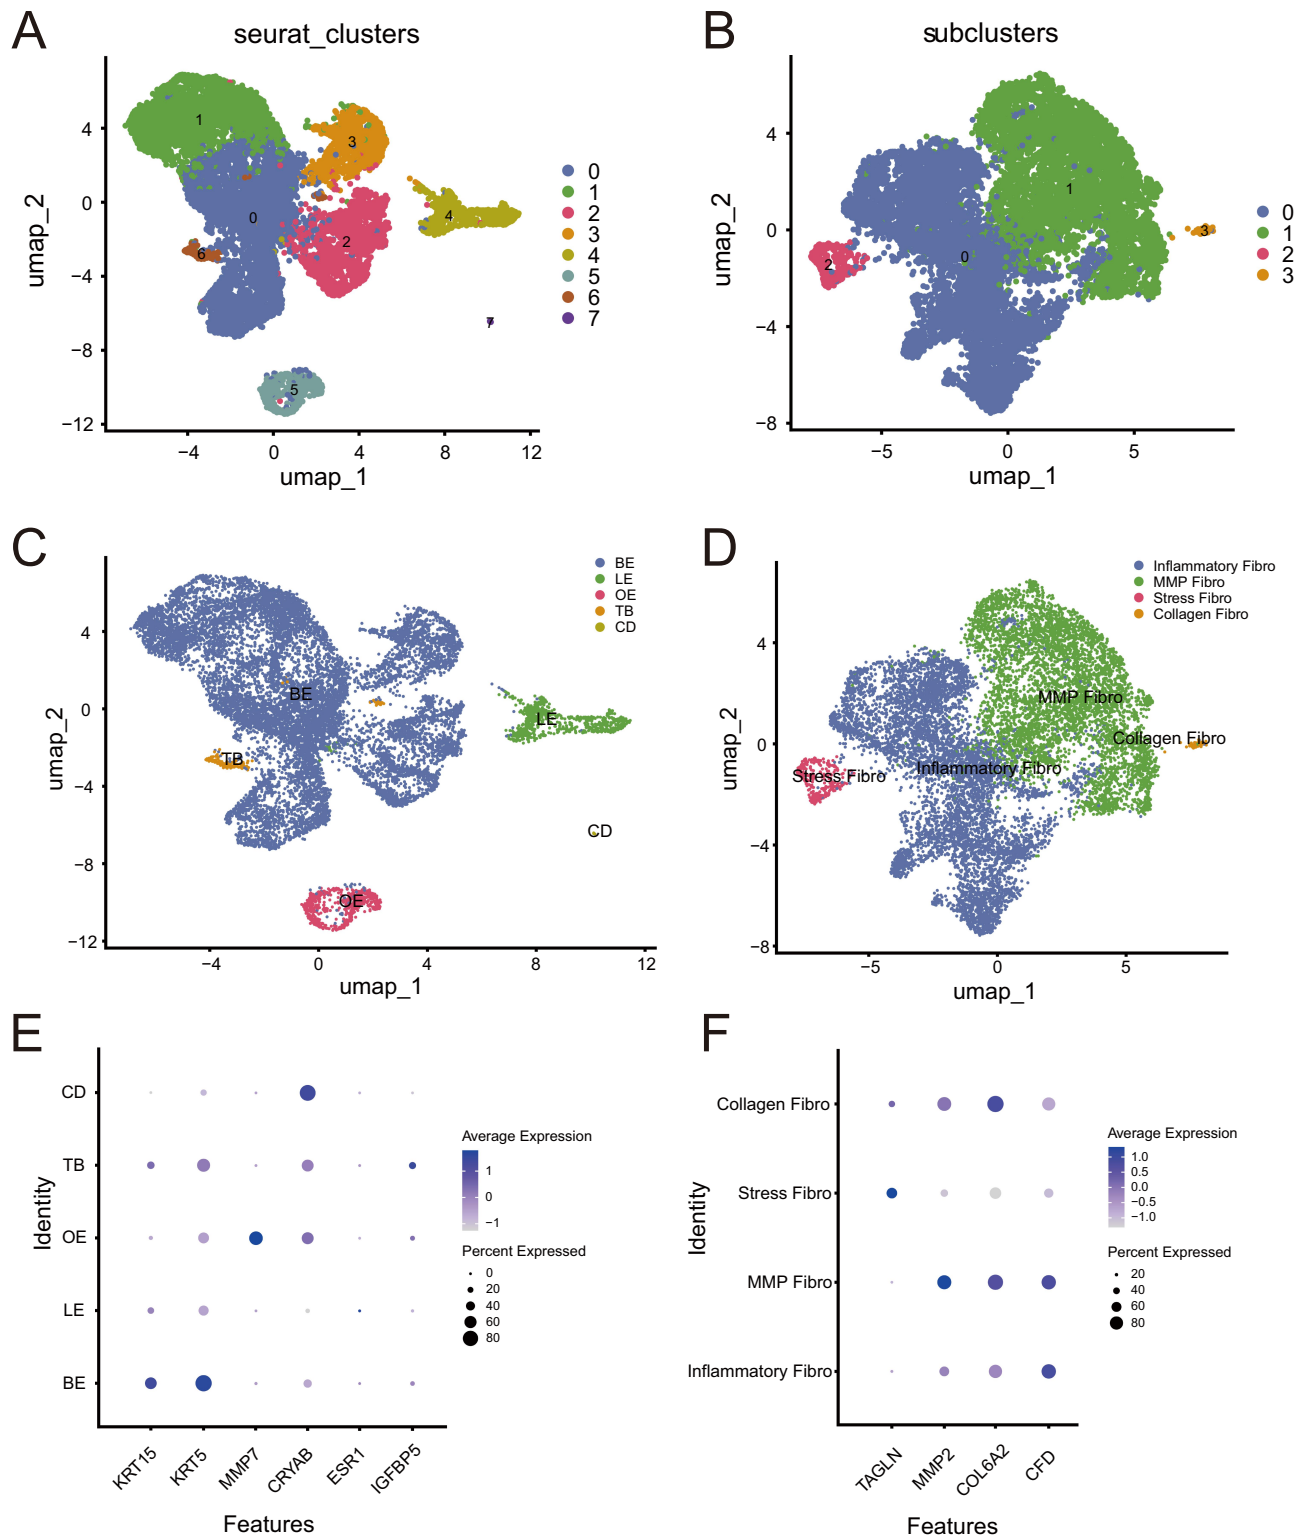 A
seurat_clusters
umap_2
4
0
−4
−8
−12
−4
0
4
8
12
umap_1
0
1
2
3
4
5
6
7
0
1
2
3
4
5
6
7
B
subclusters
umap_2
4
0
−4
−8
−5
0
5
umap_1
0
1
2
3
0
1
2
3
C
umap_2
4
0
−4
−8
−12
−4
0
4
8
12
umap_1
BE
TB
LE
CD
OE
BE
LE
OE
TB
CD
D
umap_2
4
0
−4
−8
−5
0
5
umap_1
MMP Fibro
Collagen Fibro
Inflammatory Fibro
Stress Fibro
Inflammatory Fibro
MMP Fibro
Stress Fibro
Collagen Fibro
E
Identity
CD
TB
OE
LE
BE
KRT15
KRT5
MMP7
CRYAB
ESR1
IGFBP5
Features
Average Expression
1
0
−1
Percent Expressed
0
20
40
60
80
F
Identity
Collagen Fibro
Stress Fibro
MMP Fibro
Inflammatory Fibro
TAGLN
MMP2
COL6A2
CFD
Features
Average Expression
1.0
0.5
0.0
−0.5
−1.0
Percent Expressed
20
40
60
80